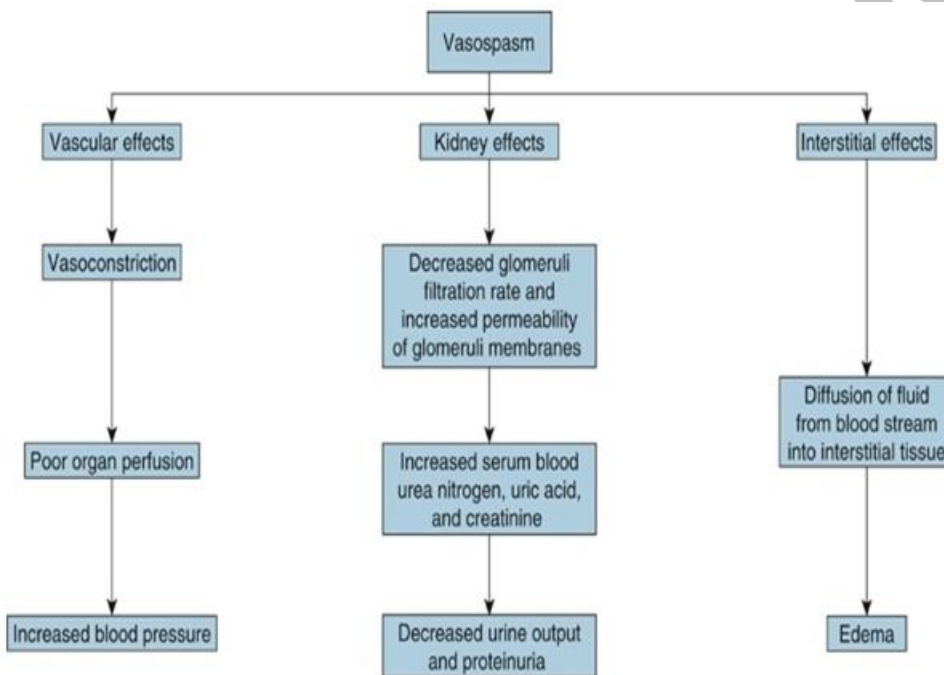 Vasospasm
Vascular effects
Kidney effects
Interstitial effects
Vasoconstriction
Decreased glomeruli
filtration rate and
increased permeability
of glomeruli membranes
Diffusion of fluid
from blood stream
into interstitial tissue
Poor organ perfusion
Increased serum blood
urea nitrogen, uric acid,
and creatinine
Increased blood pressure
Decreased urine output
and proteinuria
Edema